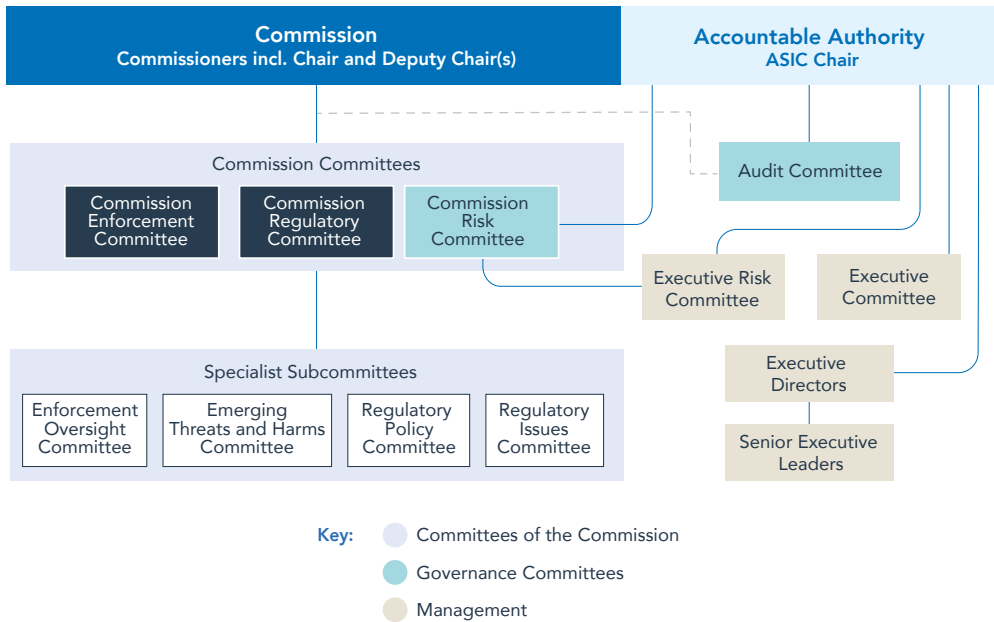 Commission
Commissioners incl. Chair and Deputy Chair(s)
Accountable Authority
ASIC Chair
Commission Committees
Commission
Enforcement
Committee
Commission
Regulatory
Committee
Commission
Risk
Committee
Audit Committee
Executive Risk
Committee
Executive
Committee
Specialist Subcommittees
Enforcement
Oversight
Committee
Emerging
Threats and Harms
Committee
Regulatory
Policy
Committee
Regulatory
Issues
Committee
Executive
Directors
Senior Executive
Leaders
Key:
Committees of the Commission
Governance Committees
Management